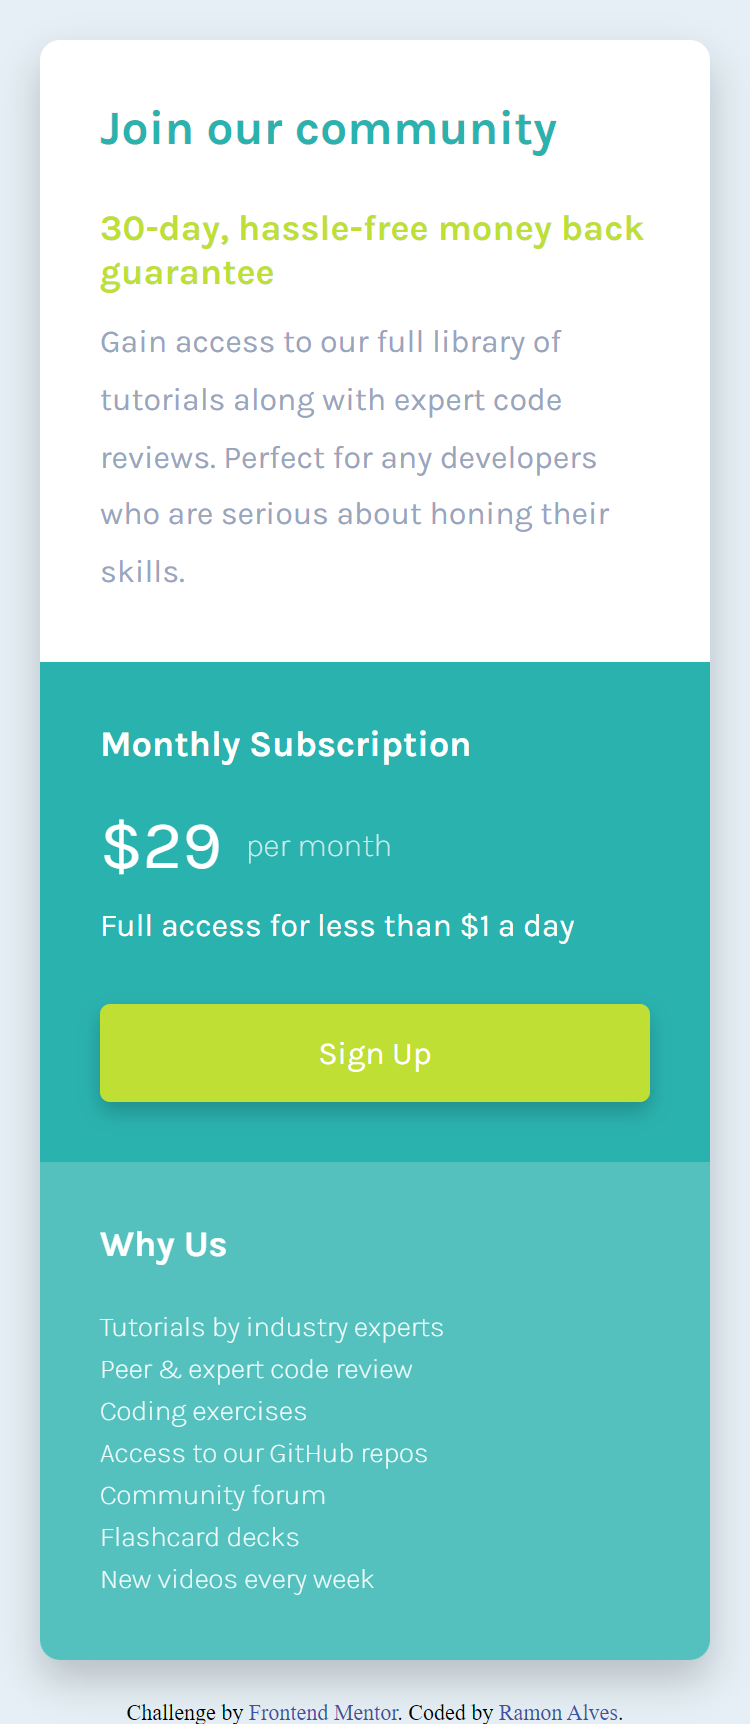 Join our community
30-day, hassle-free money back
guarantee
Gain access to our full library of
tutorials along with expert code
reviews. Perfect for any developers
who are serious about honing their
skills.
Monthly Subscription
$29 per month
Full access for less than $1 a day
Sign Up
Why Us
Tutorials by industry experts
Peer & expert code review
Coding exercises
Access to our GitHub repos
Community forum
Flashcard decks
New videos every week
Challenge by Frontend Mentor. Coded by Ramon Alves.